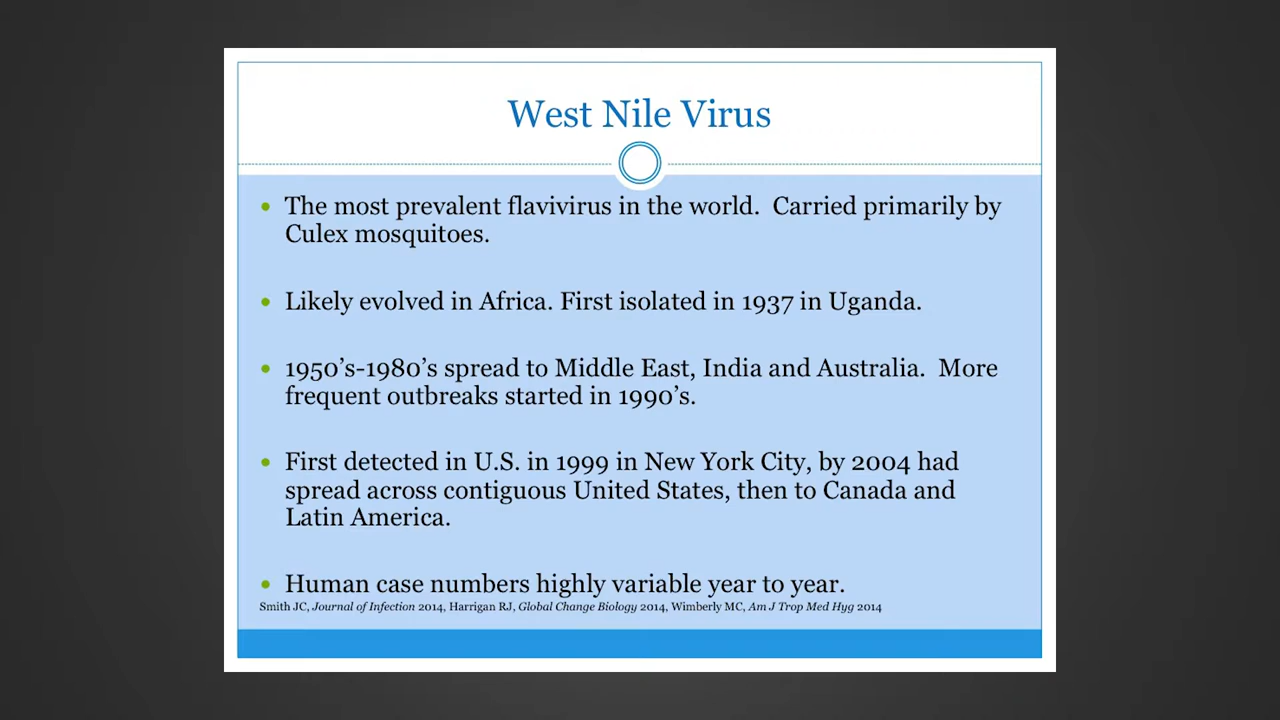 West Nile Virus
• The most prevalent flavivirus in the world.  Carried primarily by
Culex mosquitoes.
• Likely evolved in Africa. First isolated in 1937 in Uganda.
• 1950’s-1980’s spread to Middle East, India and Australia.  More
frequent outbreaks started in 1990’s.
• First detected in U.S. in 1999 in New York City, by 2004 had
spread across contiguous United States, then to Canada and
Latin America.
• Human case numbers highly variable year to year.
Smith JC, Journal of Infection 2014, Harrigan RJ, Global Change Biology 2014, Wimberly MC, Am J Trop Med Hyg 2014